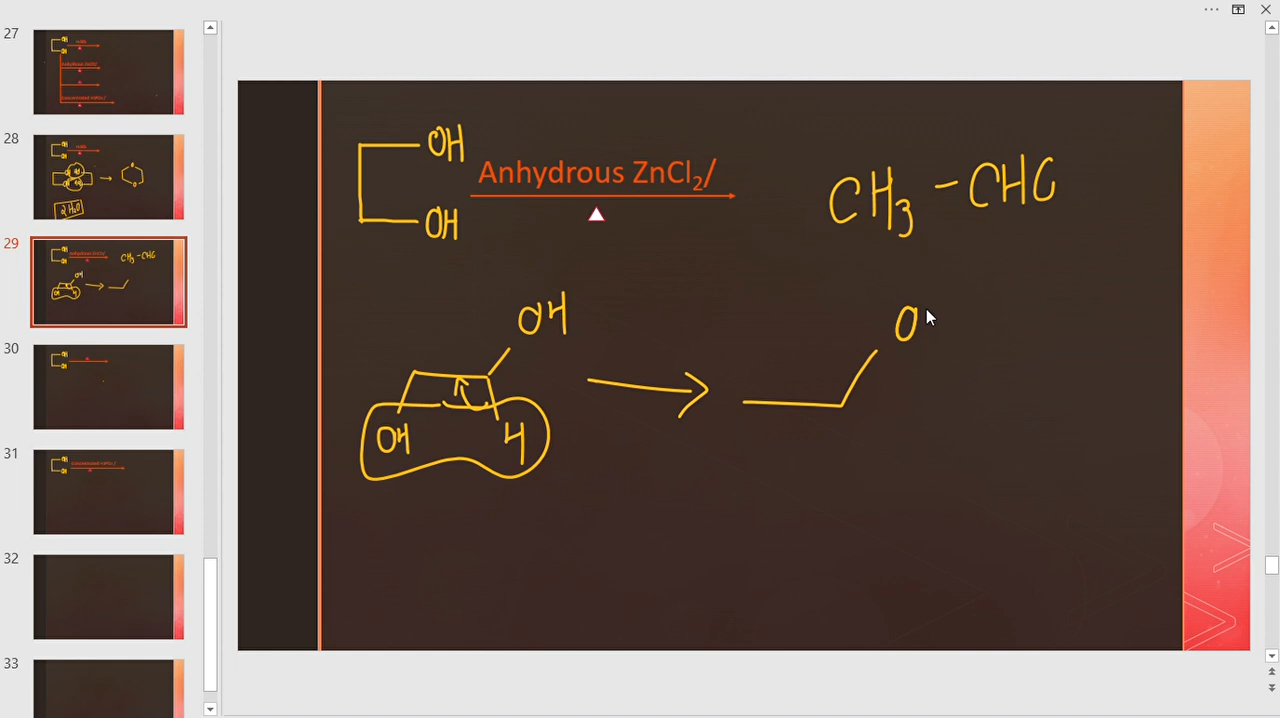 27
28
29
30
31
32
33
OH
Anhydrous ZnCl₂/
OH
CH₃-CHO
OH
O
OH H